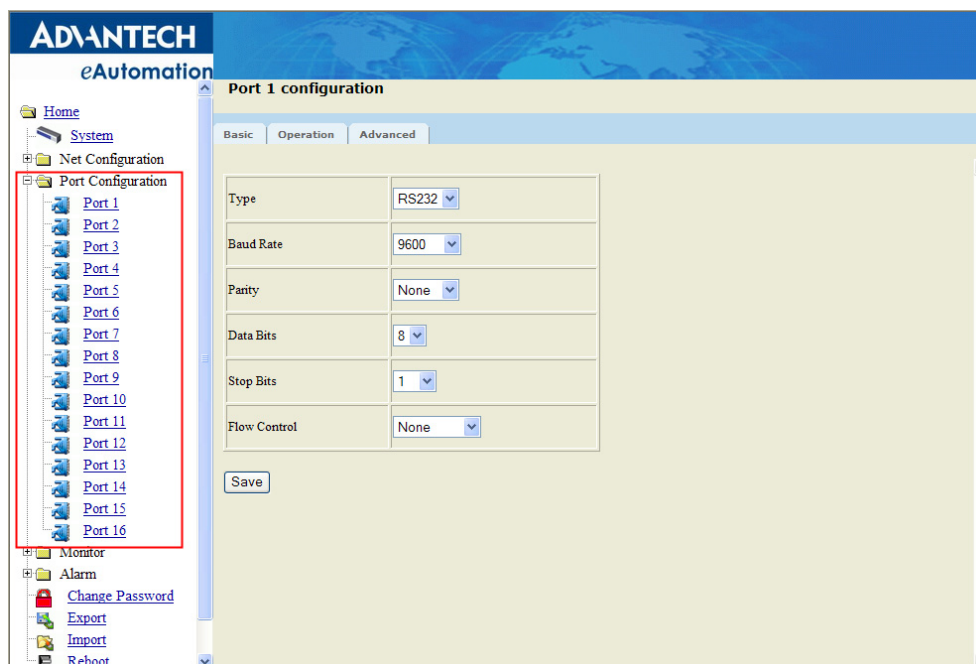 ADVANTECH
eAutomation
Home
System
Net Configuration
Port Configuration
Port 1
Port 2
Port 3
Port 4
Port 5
Port 6
Port 7
Port 8
Port 9
Port 10
Port 11
Port 12
Port 13
Port 14
Port 15
Port 16
Monitor
Alarm
Change Password
Export
Import
Reboot
Port 1 configuration
Basic Operation Advanced
Type RS232
Baud Rate 9600
Parity None
Data Bits 8
Stop Bits 1
Flow Control None
Save